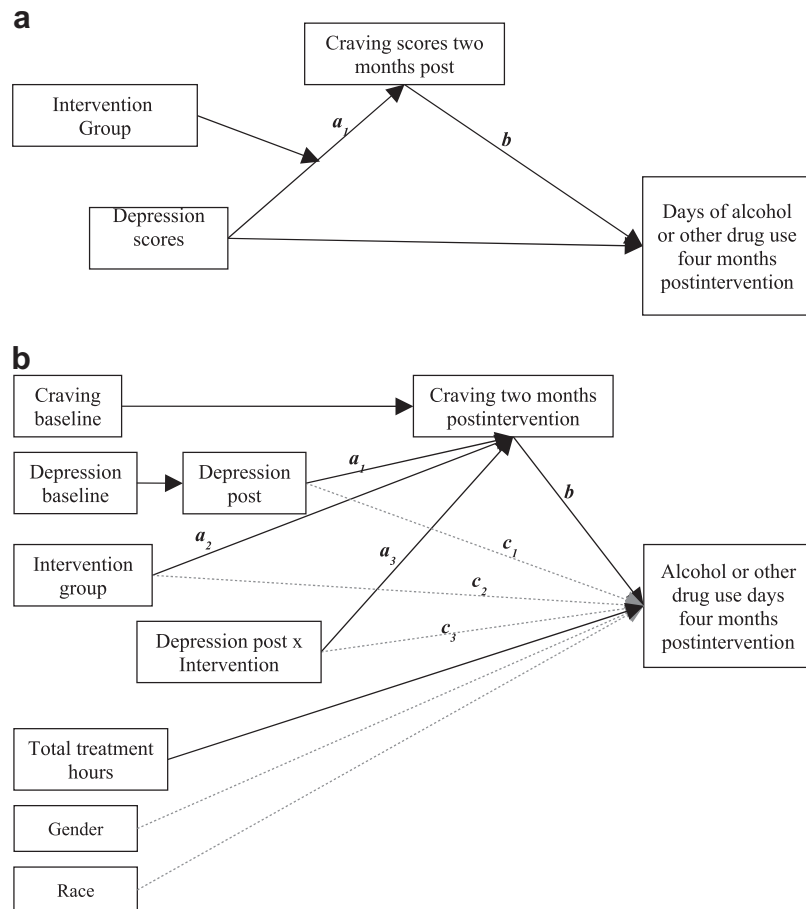 a
Craving scores two
months post
Intervention
Group
a1
b
Depression
scores
Days of alcohol
or other drug use
four months
postintervention
b
Craving
baseline
Craving two months
postintervention
Depression
baseline
Depression
post
a1
b
a2
a3
c1
Intervention
group
c2
Alcohol or other
drug use days
four months
postintervention
c3
Depression post x
Intervention
Total treatment
hours
Gender
Race